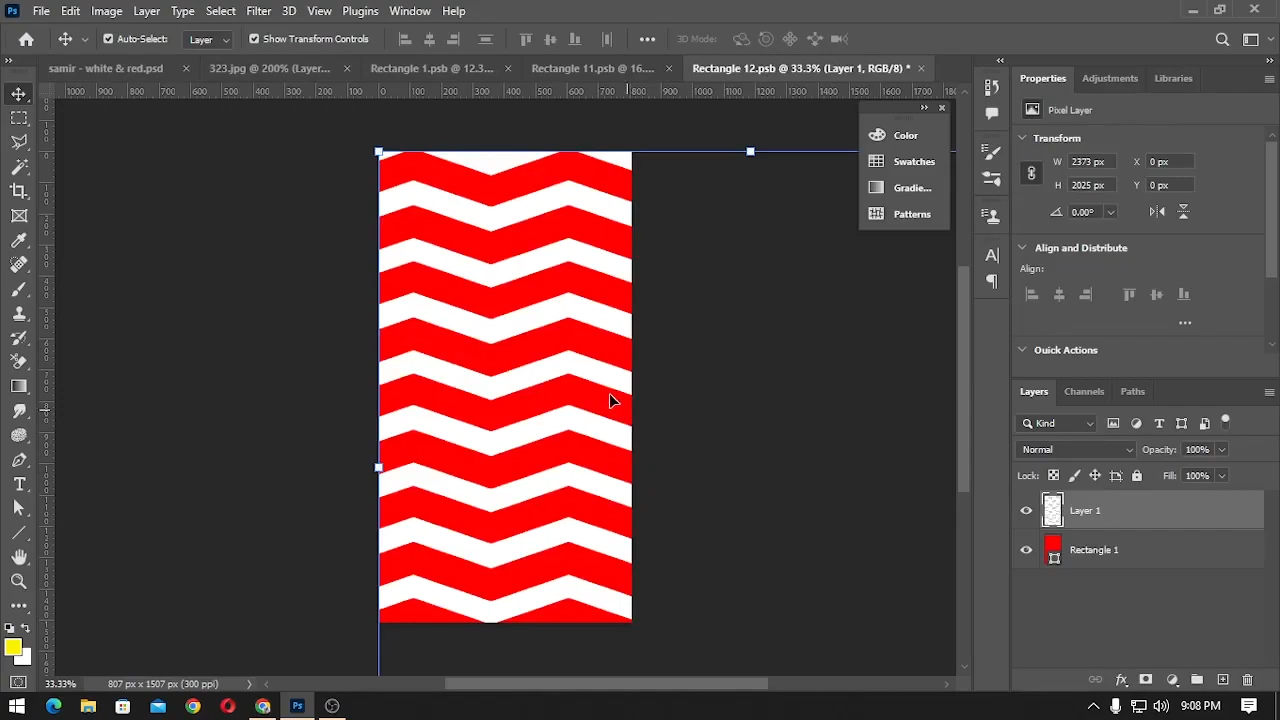 Ps File Edit Image Layer Type Select Filter 3D View Plugins Window Help
Auto-Select: Layer Show Transform Controls 3D Mode:
samir - white & red.psd 323.jpg @ 200% (Layer... Rectangle 1.psb @ 12.3... Rectangle 11.psb @ 16.... Rectangle 12.psb @ 33.3% (Layer 1, RGB/8) *
1000 900 800 700 600 500 400 300 200 100 0 100 200 300 400 500 600 700 800 900 1000 1100 1200 1300 1400 1500 1600 1700 180
Color
Swatches
Gradie...
Patterns
Properties Adjustments Libraries
Pixel Layer
Transform
W 2373 px X 0 px
H 2025 px Y 0 px
0.00°
Align and Distribute
Align:
Quick Actions
Layers Channels Paths
Kind
Normal Opacity: 100%
Lock: Fill: 100%
Layer 1
Rectangle 1
33.33% 807 px x 1507 px (300 ppi)
Ps 9:08 PM